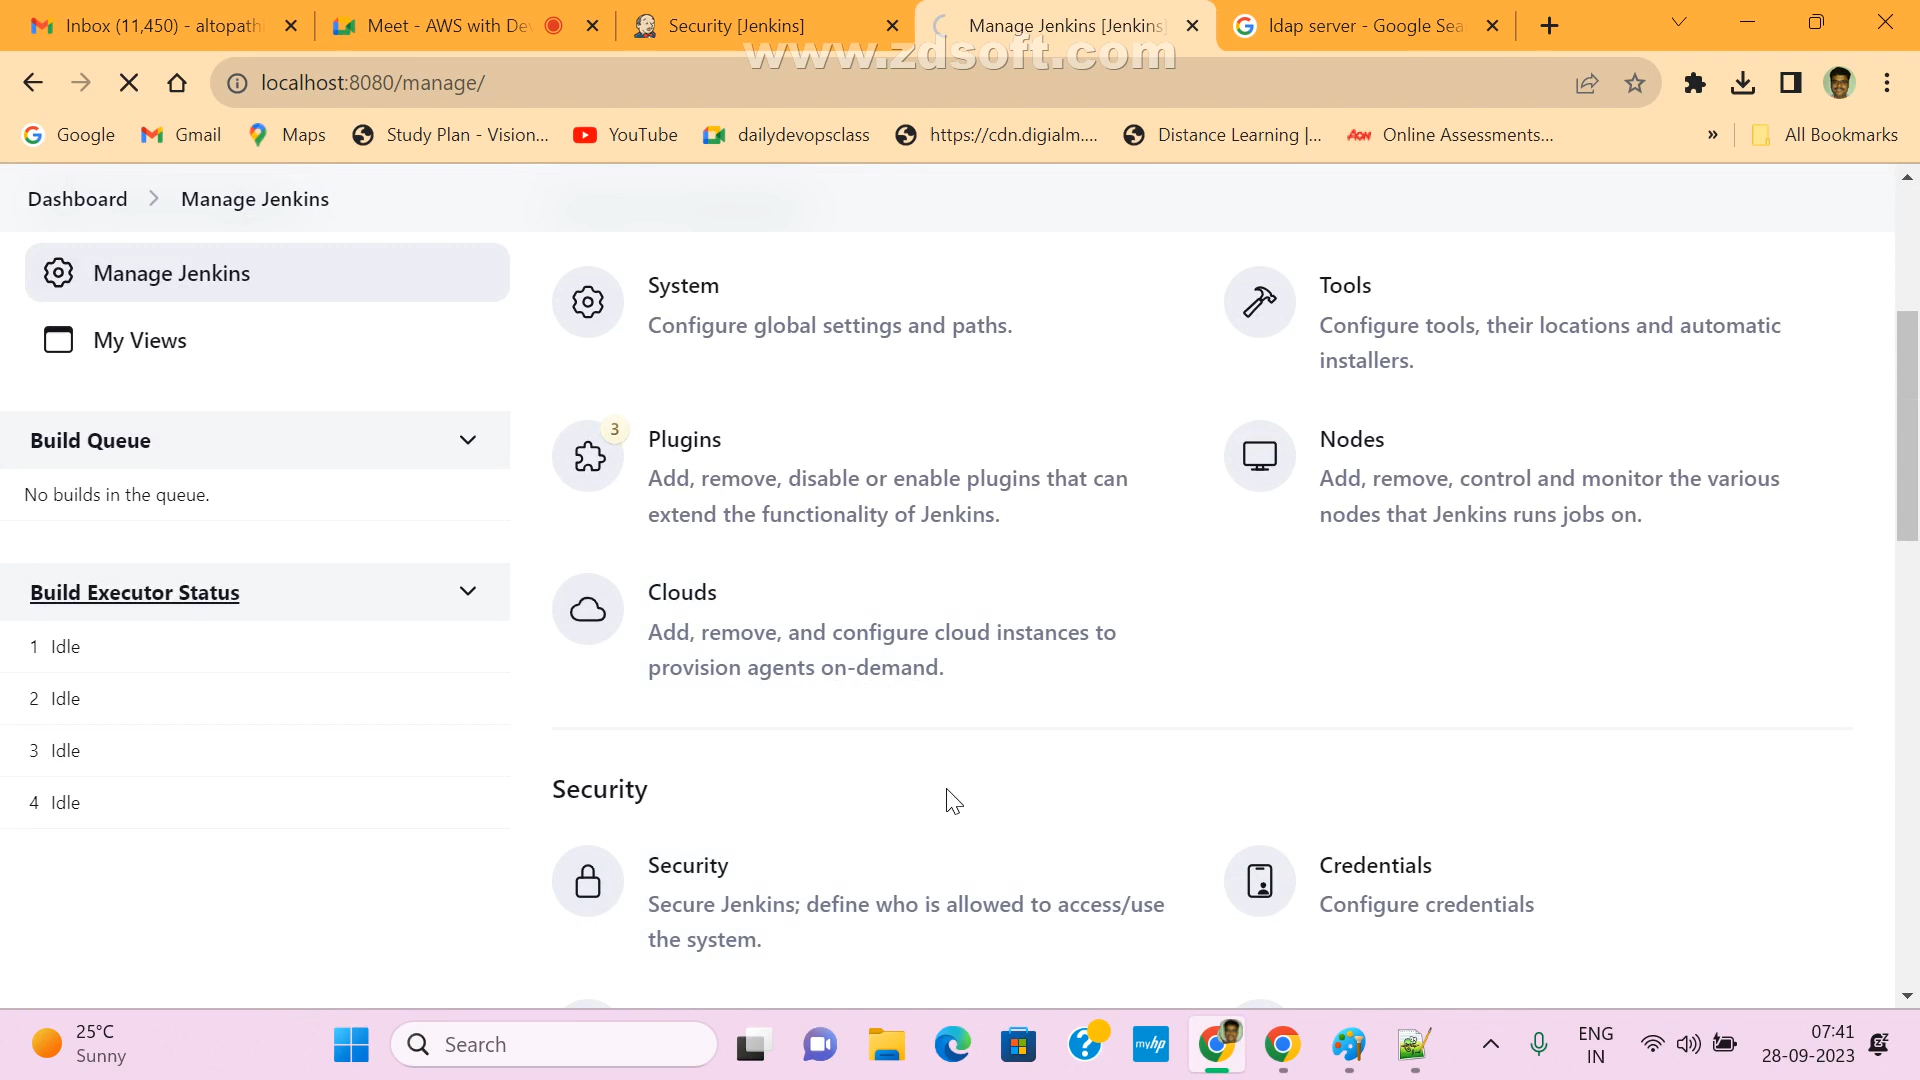 Inbox (11,450) - altopath
Meet - AWS with De
Security [Jenkins]
Manage Jenkins [Jenkins]
ldap server - Google Sea
www.zdsoft.com
localhost:8080/manage/
Google
Gmail
Maps
Study Plan - Vision...
YouTube
dailydevopsclass
https://cdn.digialm....
Distance Learning |...
Aon
Online Assessments...
»
All Bookmarks
Dashboard
Manage Jenkins
Manage Jenkins
My Views
Build Queue
No builds in the queue.
Build Executor Status
1 Idle
2 Idle
3 Idle
4 Idle
System
Configure global settings and paths.
Tools
Configure tools, their locations and automatic
installers.
3
Plugins
Add, remove, disable or enable plugins that can
extend the functionality of Jenkins.
Nodes
Add, remove, control and monitor the various
nodes that Jenkins runs jobs on.
Clouds
Add, remove, and configure cloud instances to
provision agents on-demand.
Security
Security
Secure Jenkins; define who is allowed to access/use
the system.
Credentials
Configure credentials
25°C
Sunny
Search
myhp
ENG
IN
07:41
28-09-2023